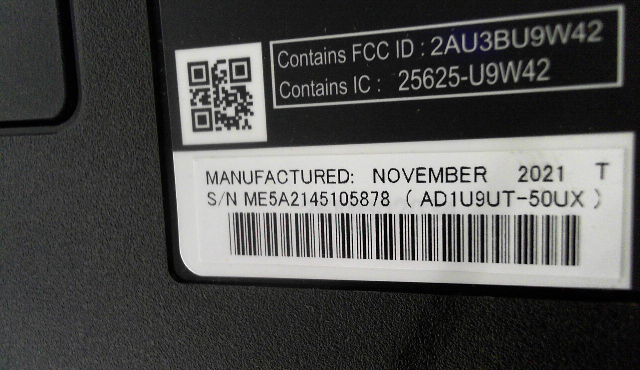 Contains FCC ID : 2AU3BU9W42
Contains IC : 25625-U9W42
MANUFACTURED: NOVEMBER 2021 T
S/N ME5A2145105878 ( AD1U9UT-50UX )